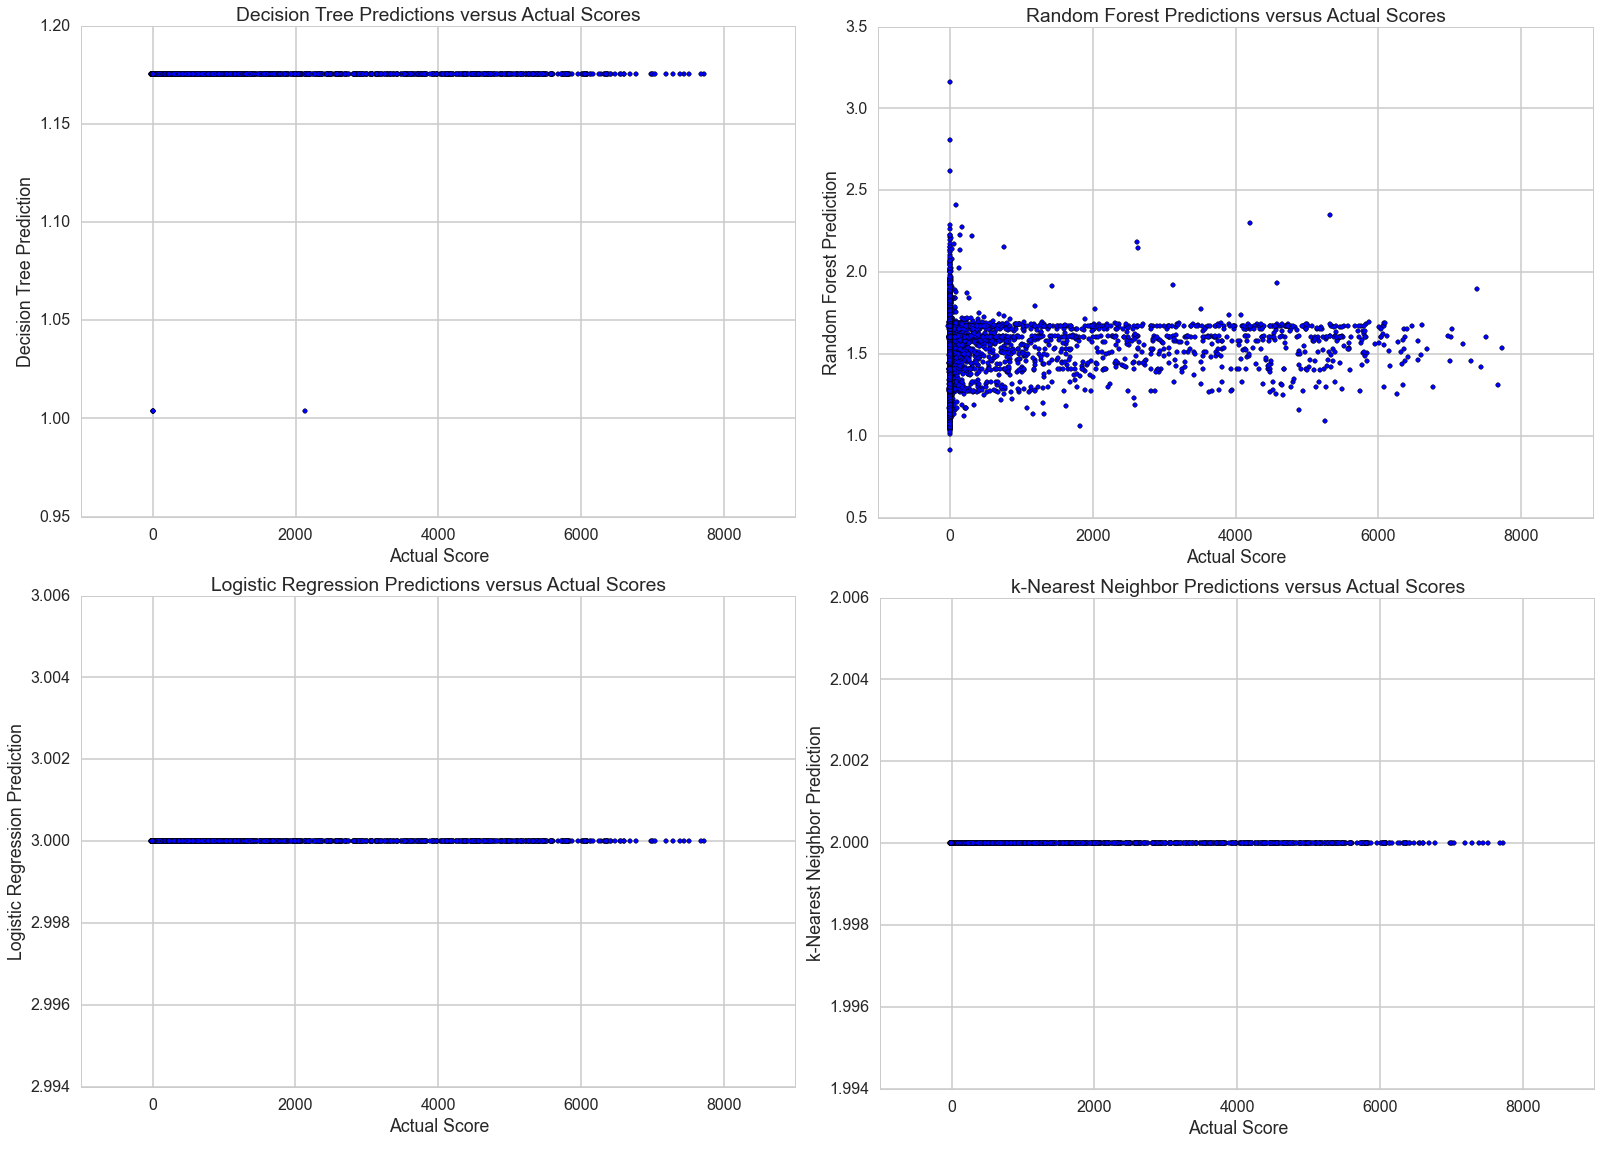 Decision Tree Predictions versus Actual Scores
1.20
1.15
1.10
1.05
1.00
0.95
Decision Tree Prediction
0 2000 4000 6000 8000
Actual Score
Random Forest Predictions versus Actual Scores
3.5
3.0
2.5
2.0
1.5
1.0
0.5
Random Forest Prediction
0 2000 4000 6000 8000
Actual Score
Logistic Regression Predictions versus Actual Scores
3.006
3.004
3.002
3.000
2.998
2.996
2.994
Logistic Regression Prediction
0 2000 4000 6000 8000
Actual Score
k-Nearest Neighbor Predictions versus Actual Scores
2.006
2.004
2.002
2.000
1.998
1.996
1.994
k-Nearest Neighbor Prediction
0 2000 4000 6000 8000
Actual Score